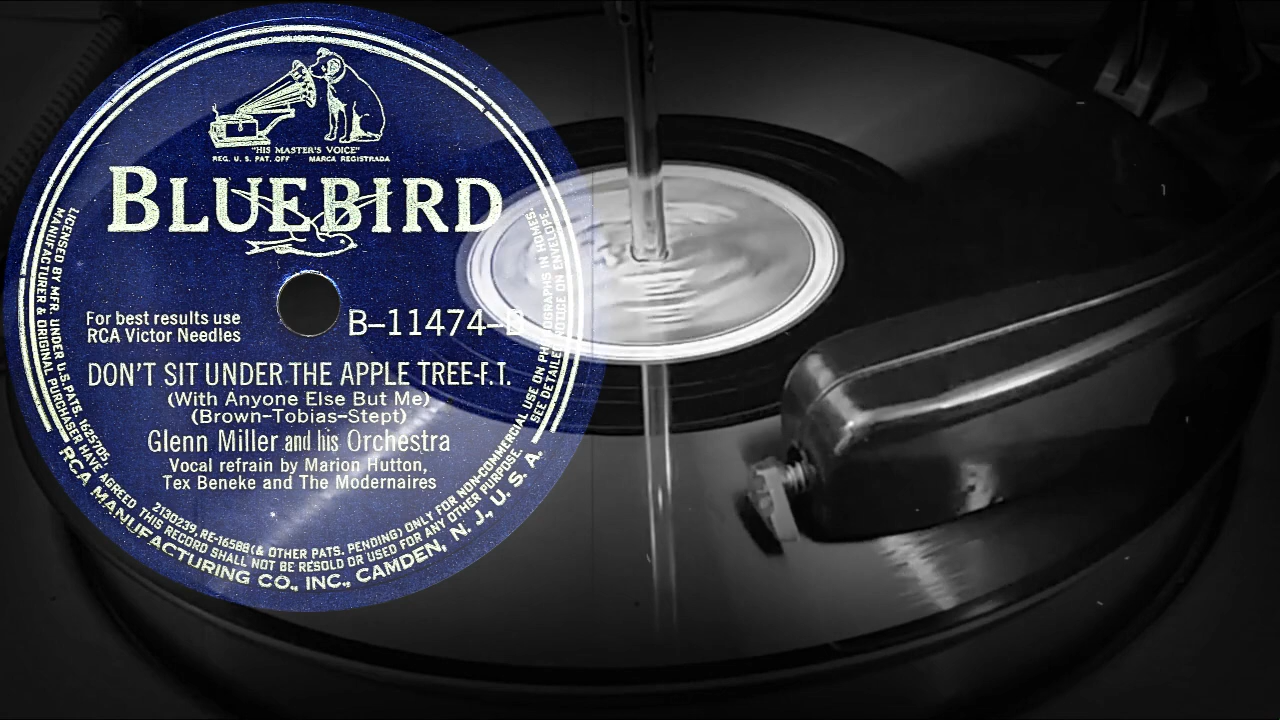 "HIS MASTER'S VOICE"
REG. U. S. PAT. OFF MARCA REGISTRADA
BLUEBIRD
For best results use
RCA Victor Needles
B–11474–B
DON'T SIT UNDER THE APPLE TREE-F.T.
(With Anyone Else But Me)
(Brown–Tobias–Stept)
Glenn Miller and his Orchestra
Vocal refrain by Marion Hutton,
Tex Beneke and The Modernaires
LICENSED BY MFR. UNDER U.S. PATS. 1625705,
2130239, RE-16588 (& OTHER PATS. PENDING) ONLY FOR NON-COMMERCIAL USE ON PHONOGRAPHS IN HOMES.
MANUFACTURER & ORIGINAL PURCHASER HAVE AGREED THIS RECORD SHALL NOT BE RESOLD OR USED FOR ANY OTHER PURPOSE. SEE DETAILED NOTICE ON ENVELOPE.
RCA MANUFACTURING CO., INC., CAMDEN, N. J., U. S. A.